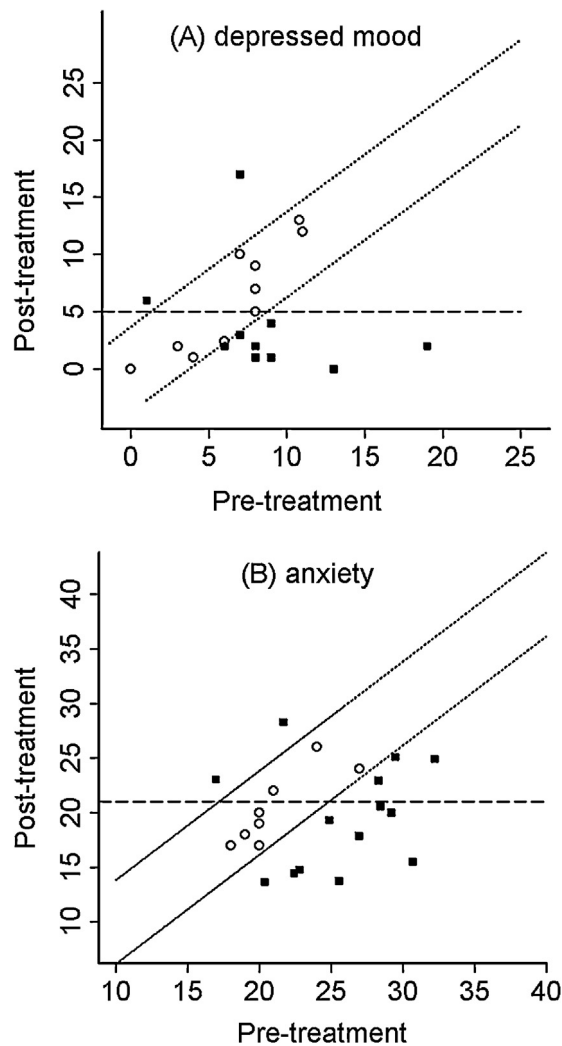 (A) depressed mood
25
20
15
10
5
0
Post-treatment
0 5 10 15 20 25
Pre-treatment
(B) anxiety
40
35
30
25
20
15
10
Post-treatment
10 15 20 25 30 35 40
Pre-treatment